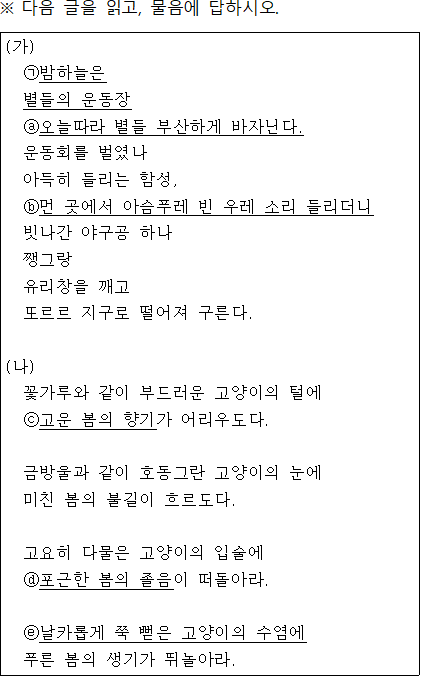 ※ 다음 글을 읽고, 물음에 답하시오.
(가)
㉠밤하늘은
별들의 운동장
ⓐ오늘따라 별들 부산하게 바자닌다.
운동회를 벌였나
아득히 들리는 함성,
ⓑ먼 곳에서 아슴푸레 빈 우레 소리 들리더니
빗나간 야구공 하나
쨍그랑
유리창을 깨고
또르르 지구로 떨어져 구른다.
(나)
꽃가루와 같이 부드러운 고양이의 털에
ⓒ고운 봄의 향기가 어리우도다.
금방울과 같이 호동그란 고양이의 눈에
미친 봄의 불길이 흐르도다.
고요히 다물은 고양이의 입술에
ⓓ포근한 봄의 졸음이 떠돌아라.
ⓔ날카롭게 쭉 뻗은 고양이의 수염에
푸른 봄의 생기가 뛰놀아라.